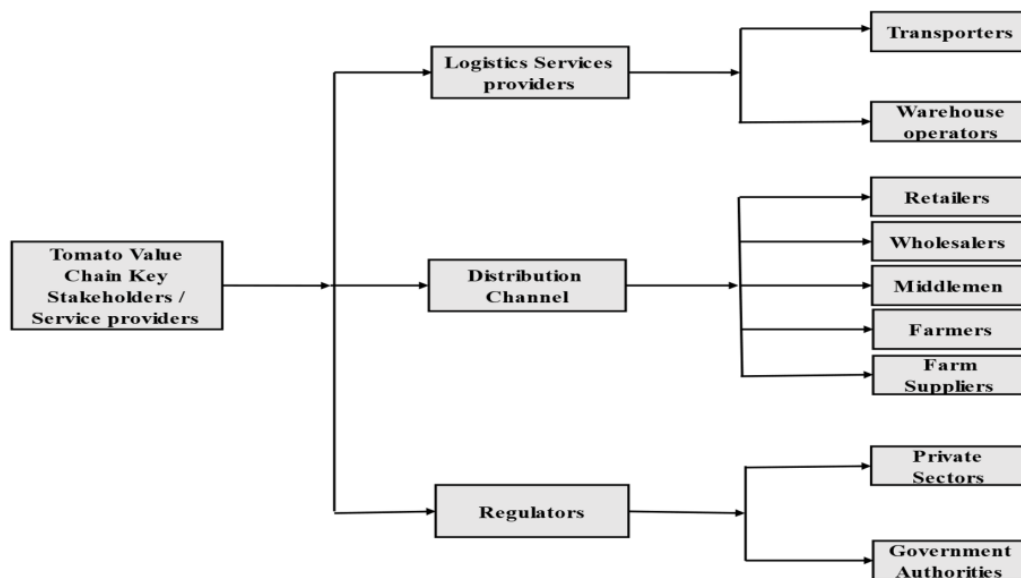 Transporters
Logistics Services
providers
Warehouse
operators
Retailers
Wholesalers
Tomato Value
Chain Key
Stakeholders /
Service providers
Distribution
Channel
Middlemen
Farmers
Farm
Suppliers
Private
Sectors
Regulators
Government
Authorities